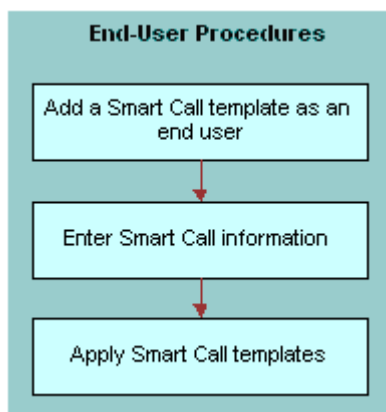 End-User Procedures
Add a Smart Call template as an
end user
Enter Smart Call information
Apply Smart Call templates